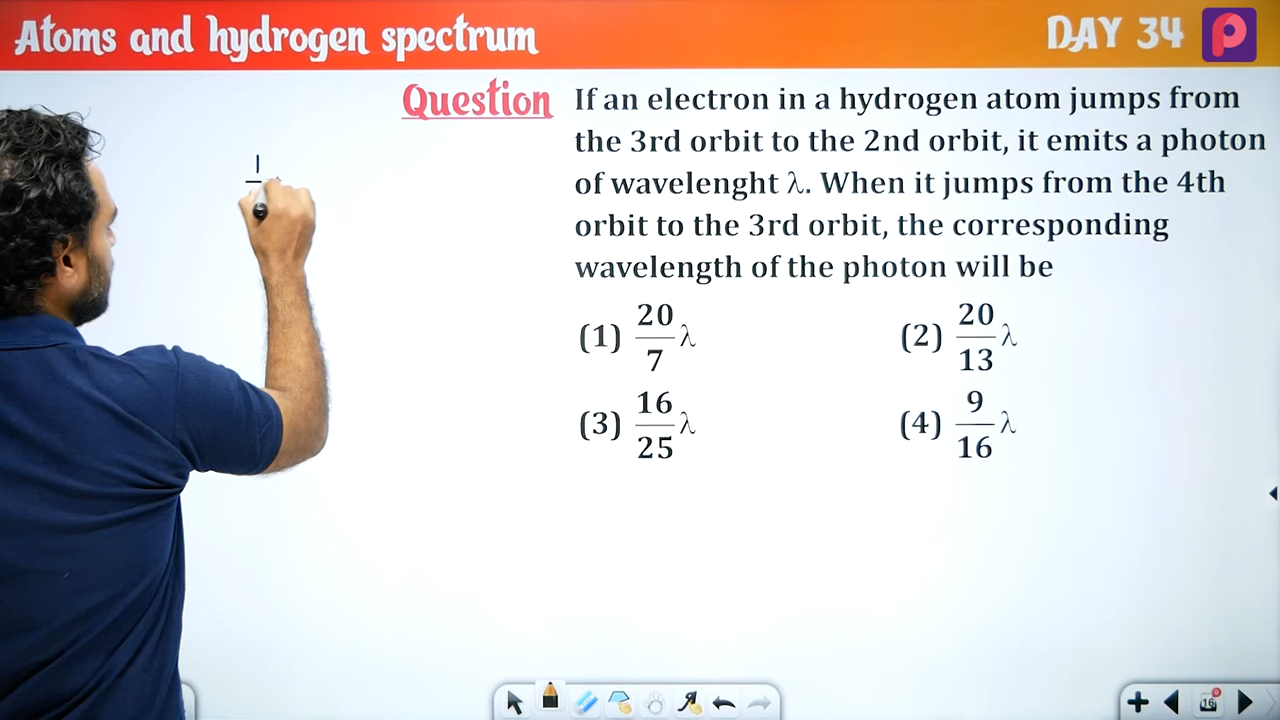 Atoms and hydrogen spectrum
DAY 34
Question
If an electron in a hydrogen atom jumps from
the 3rd orbit to the 2nd orbit, it emits a photon
of wavelenght λ. When it jumps from the 4th
orbit to the 3rd orbit, the corresponding
wavelength of the photon will be
(1) 20/7 λ
(2) 20/13 λ
(3) 16/25 λ
(4) 9/16 λ
1
16